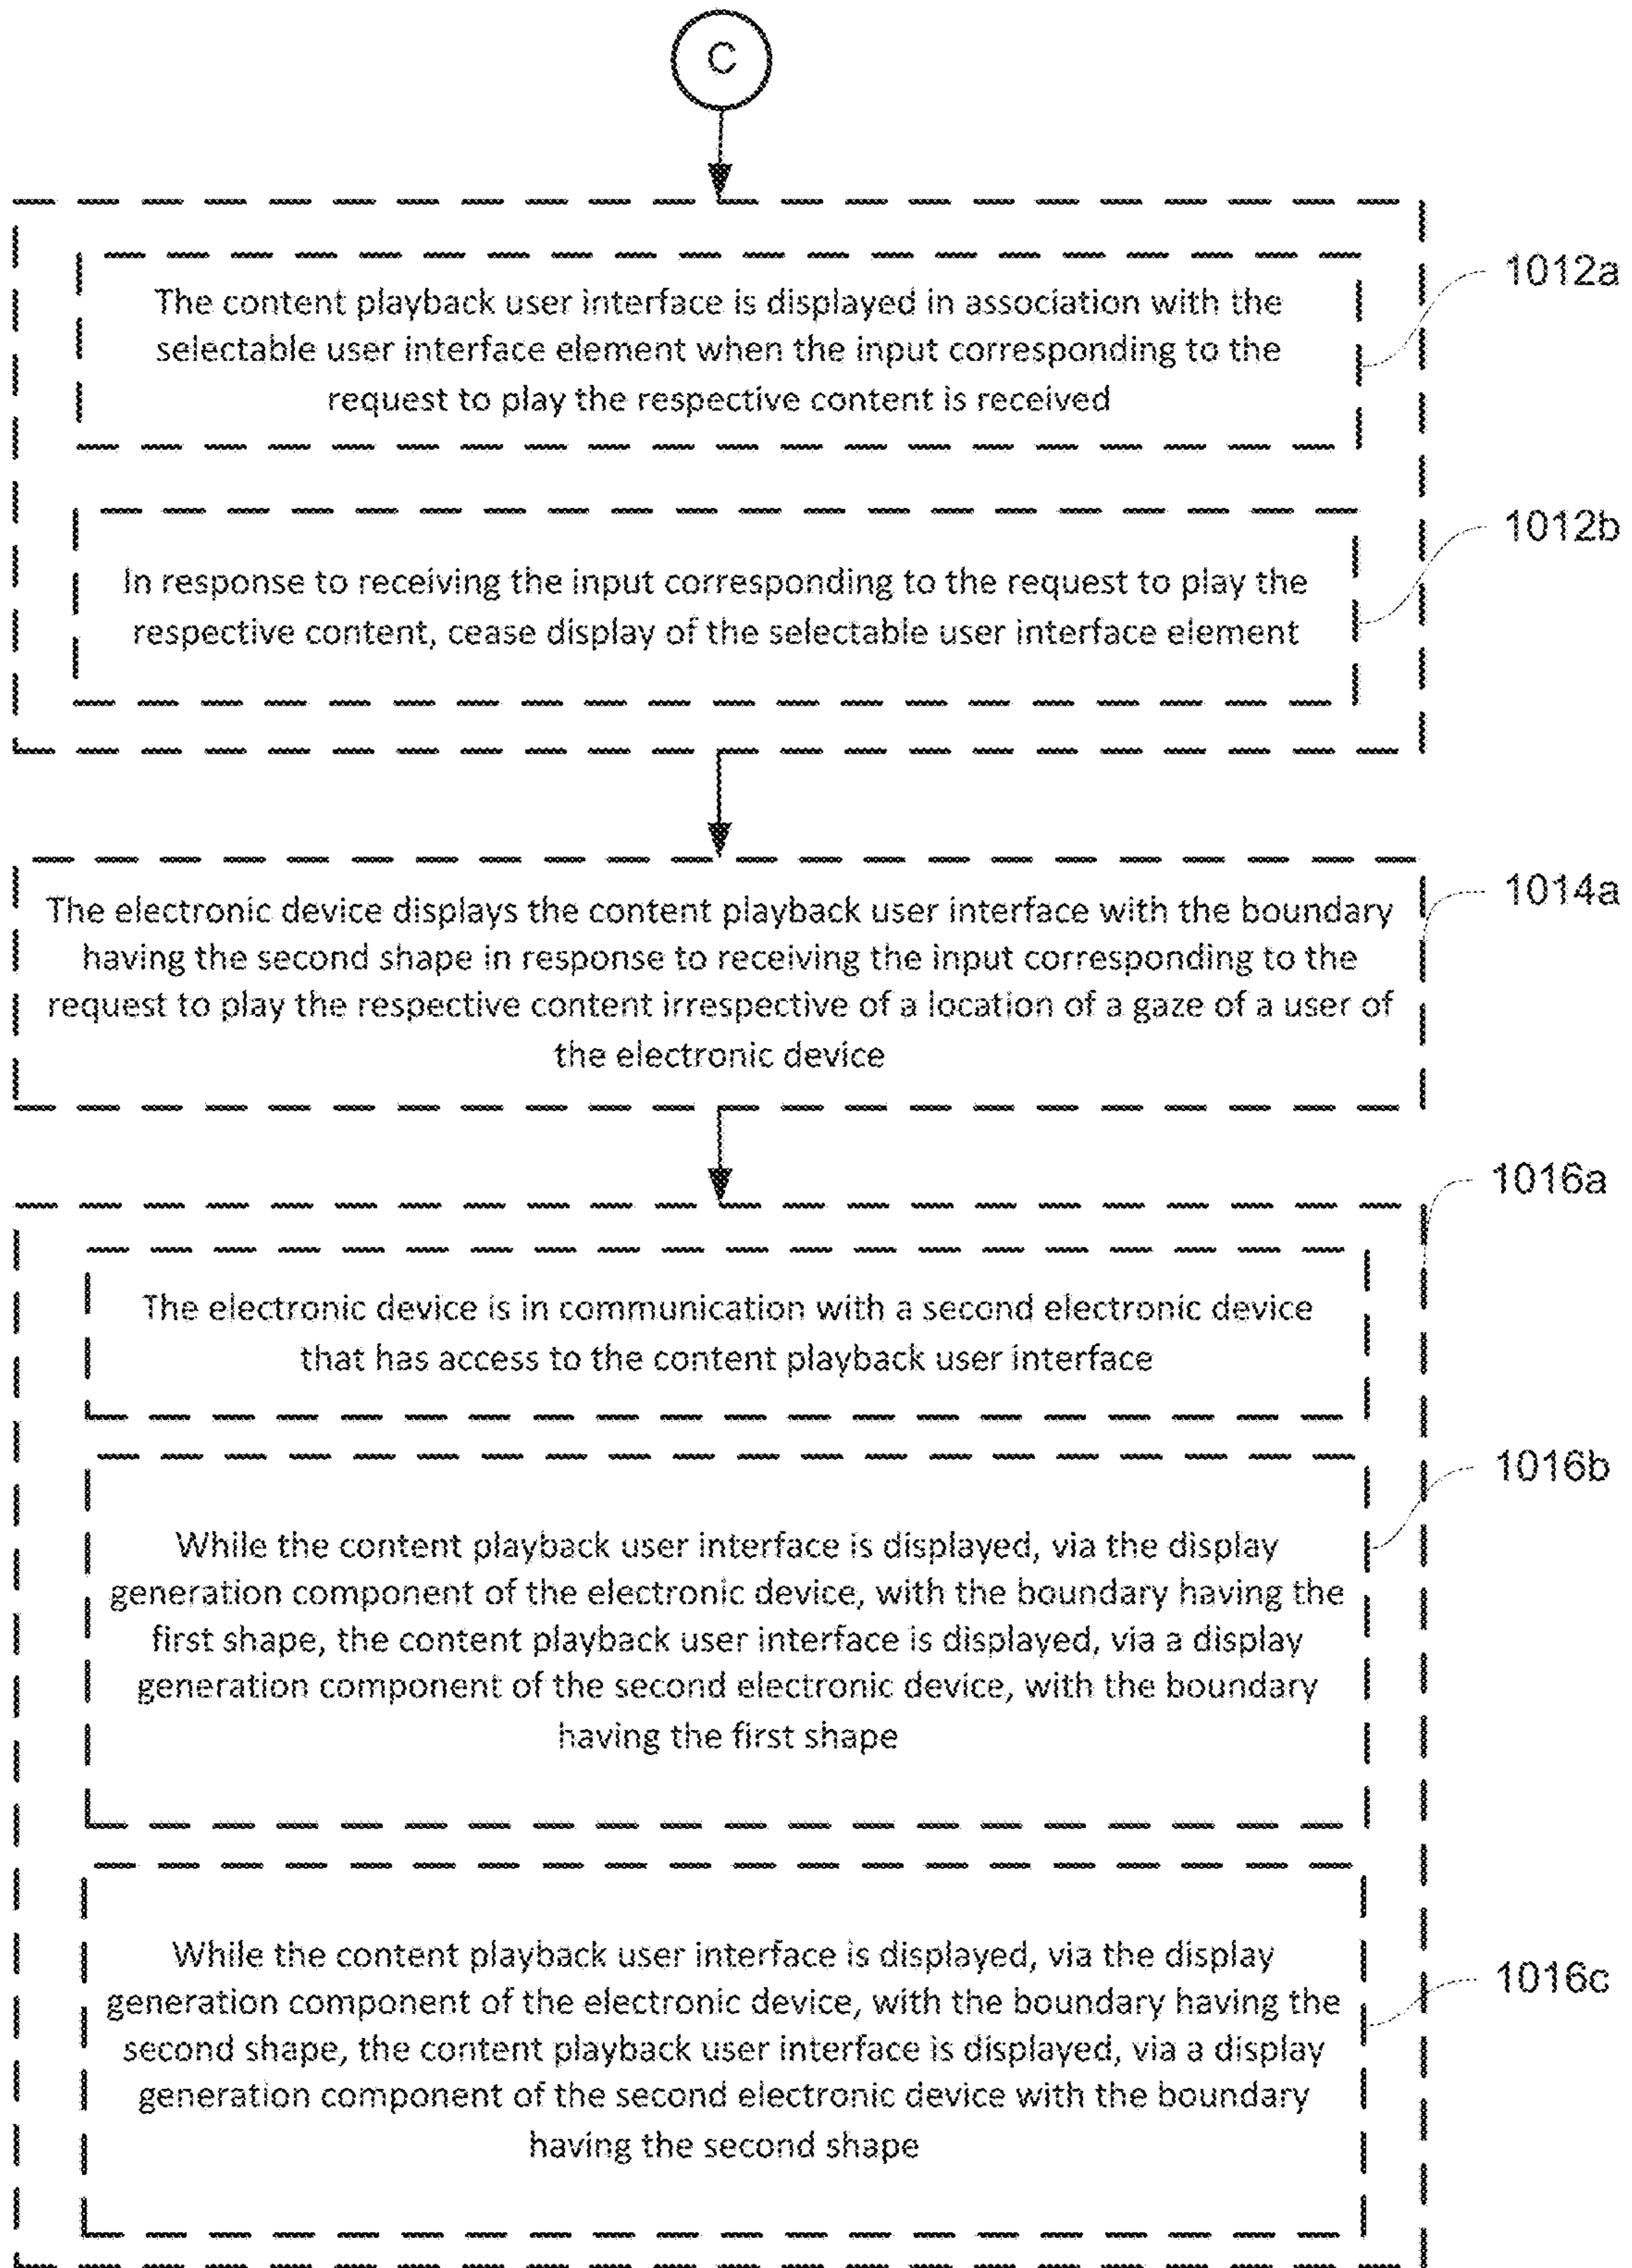 C
The content playback user interface is displayed in association with the
selectable user interface element when the input corresponding to the
request to play the respective content is received
1012a
In response to receiving the input corresponding to the request to play the
respective content, cease display of the selectable user interface element
1012b
The electronic device displays the content playback user interface with the boundary
having the second shape in response to receiving the input corresponding to the
request to play the respective content irrespective of a location of a gaze of a user of
the electronic device
1014a
The electronic device is in communication with a second electronic device
that has access to the content playback user interface
1016a
While the content playback user interface is displayed, via the display
generation component of the electronic device, with the boundary having the
first shape, the content playback user interface is displayed, via a display
generation component of the second electronic device, with the boundary
having the first shape
1016b
While the content playback user interface is displayed, via the display
generation component of the electronic device, with the boundary having the
second shape, the content playback user interface is displayed, via a display
generation component of the second electronic device with the boundary
having the second shape
1016c